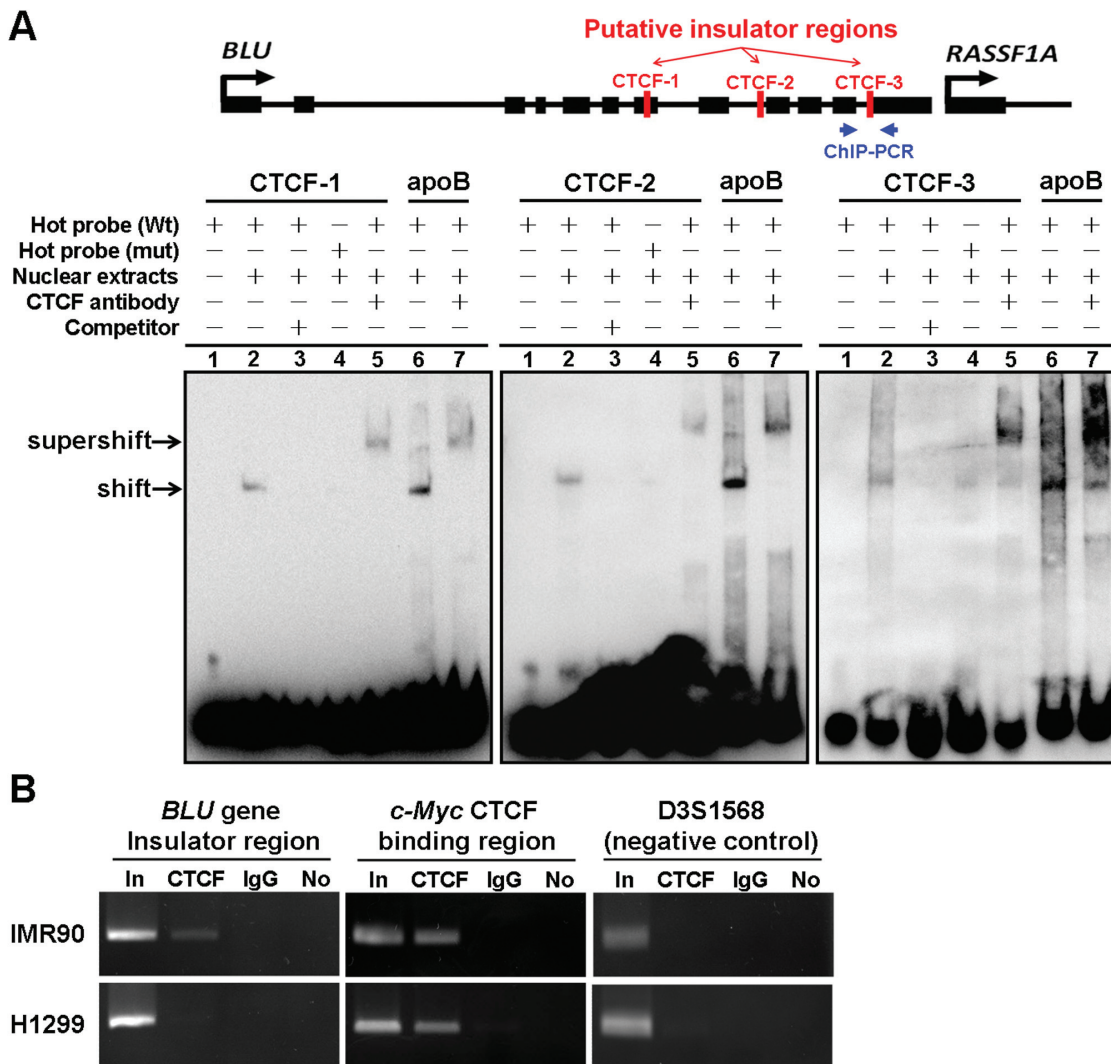 A
Putative insulator regions
BLU
RASSF1A
CTCF-1 CTCF-2 CTCF-3
ChIP-PCR
CTCF-1 apoB CTCF-2 apoB CTCF-3 apoB
Hot probe (Wt) + + + − + + + + + + − + + + + + + − + + +
Hot probe (mut) − − − + − − − − − − + − − − − − − + − − −
Nuclear extracts − + + + + + + − + + + + + + − + + + + + +
CTCF antibody − − − − + − + − − − − + − + − − − − + − +
Competitor − − + − − − − − − + − − − − − − + − − − −
1 2 3 4 5 6 7 1 2 3 4 5 6 7 1 2 3 4 5 6 7
supershift→
shift→
B
BLU gene Insulator region
c-Myc CTCF binding region
D3S1568 (negative control)
In CTCF IgG No In CTCF IgG No In CTCF IgG No
IMR90
H1299